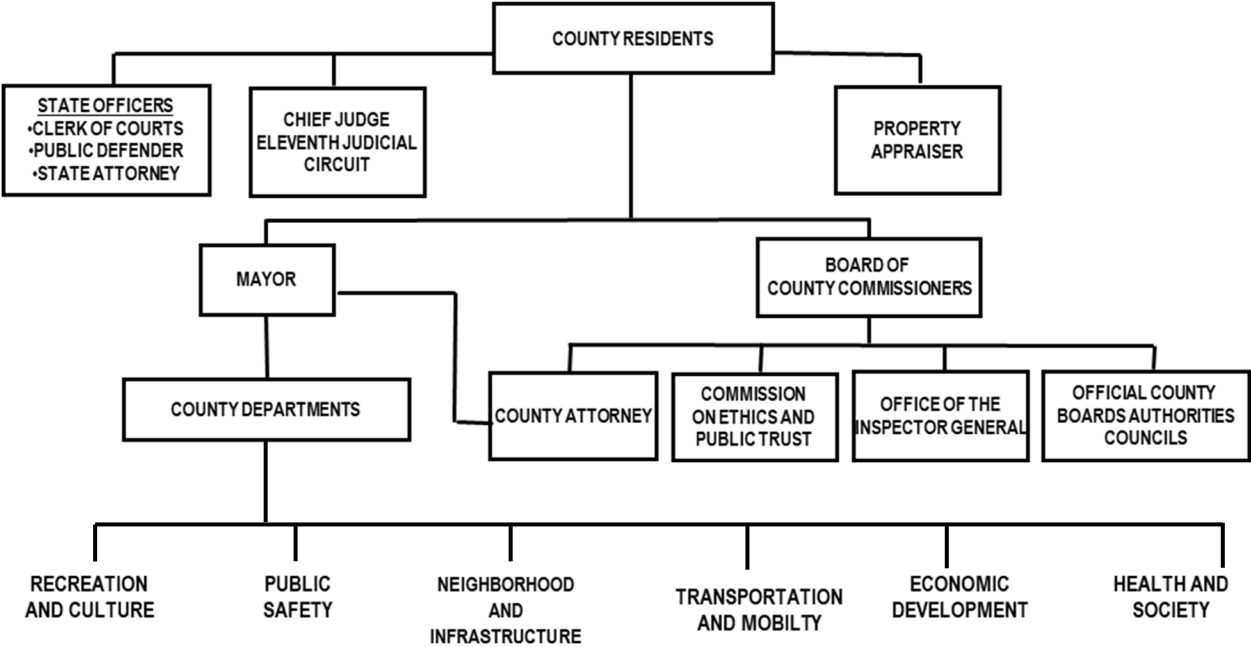 COUNTY RESIDENTS
STATE OFFICERS
•CLERK OF COURTS
•PUBLIC DEFENDER
•STATE ATTORNEY
CHIEF JUDGE
ELEVENTH JUDICIAL
CIRCUIT
PROPERTY
APPRAISER
MAYOR
BOARD OF
COUNTY COMMISSIONERS
COUNTY DEPARTMENTS
COUNTY ATTORNEY
COMMISSION
ON ETHICS AND
PUBLIC TRUST
OFFICE OF THE
INSPECTOR GENERAL
OFFICIAL COUNTY
BOARDS AUTHORITIES
COUNCILS
RECREATION
AND CULTURE
PUBLIC
SAFETY
NEIGHBORHOOD
AND
INFRASTRUCTURE
TRANSPORTATION
AND MOBILTY
ECONOMIC
DEVELOPMENT
HEALTH AND
SOCIETY